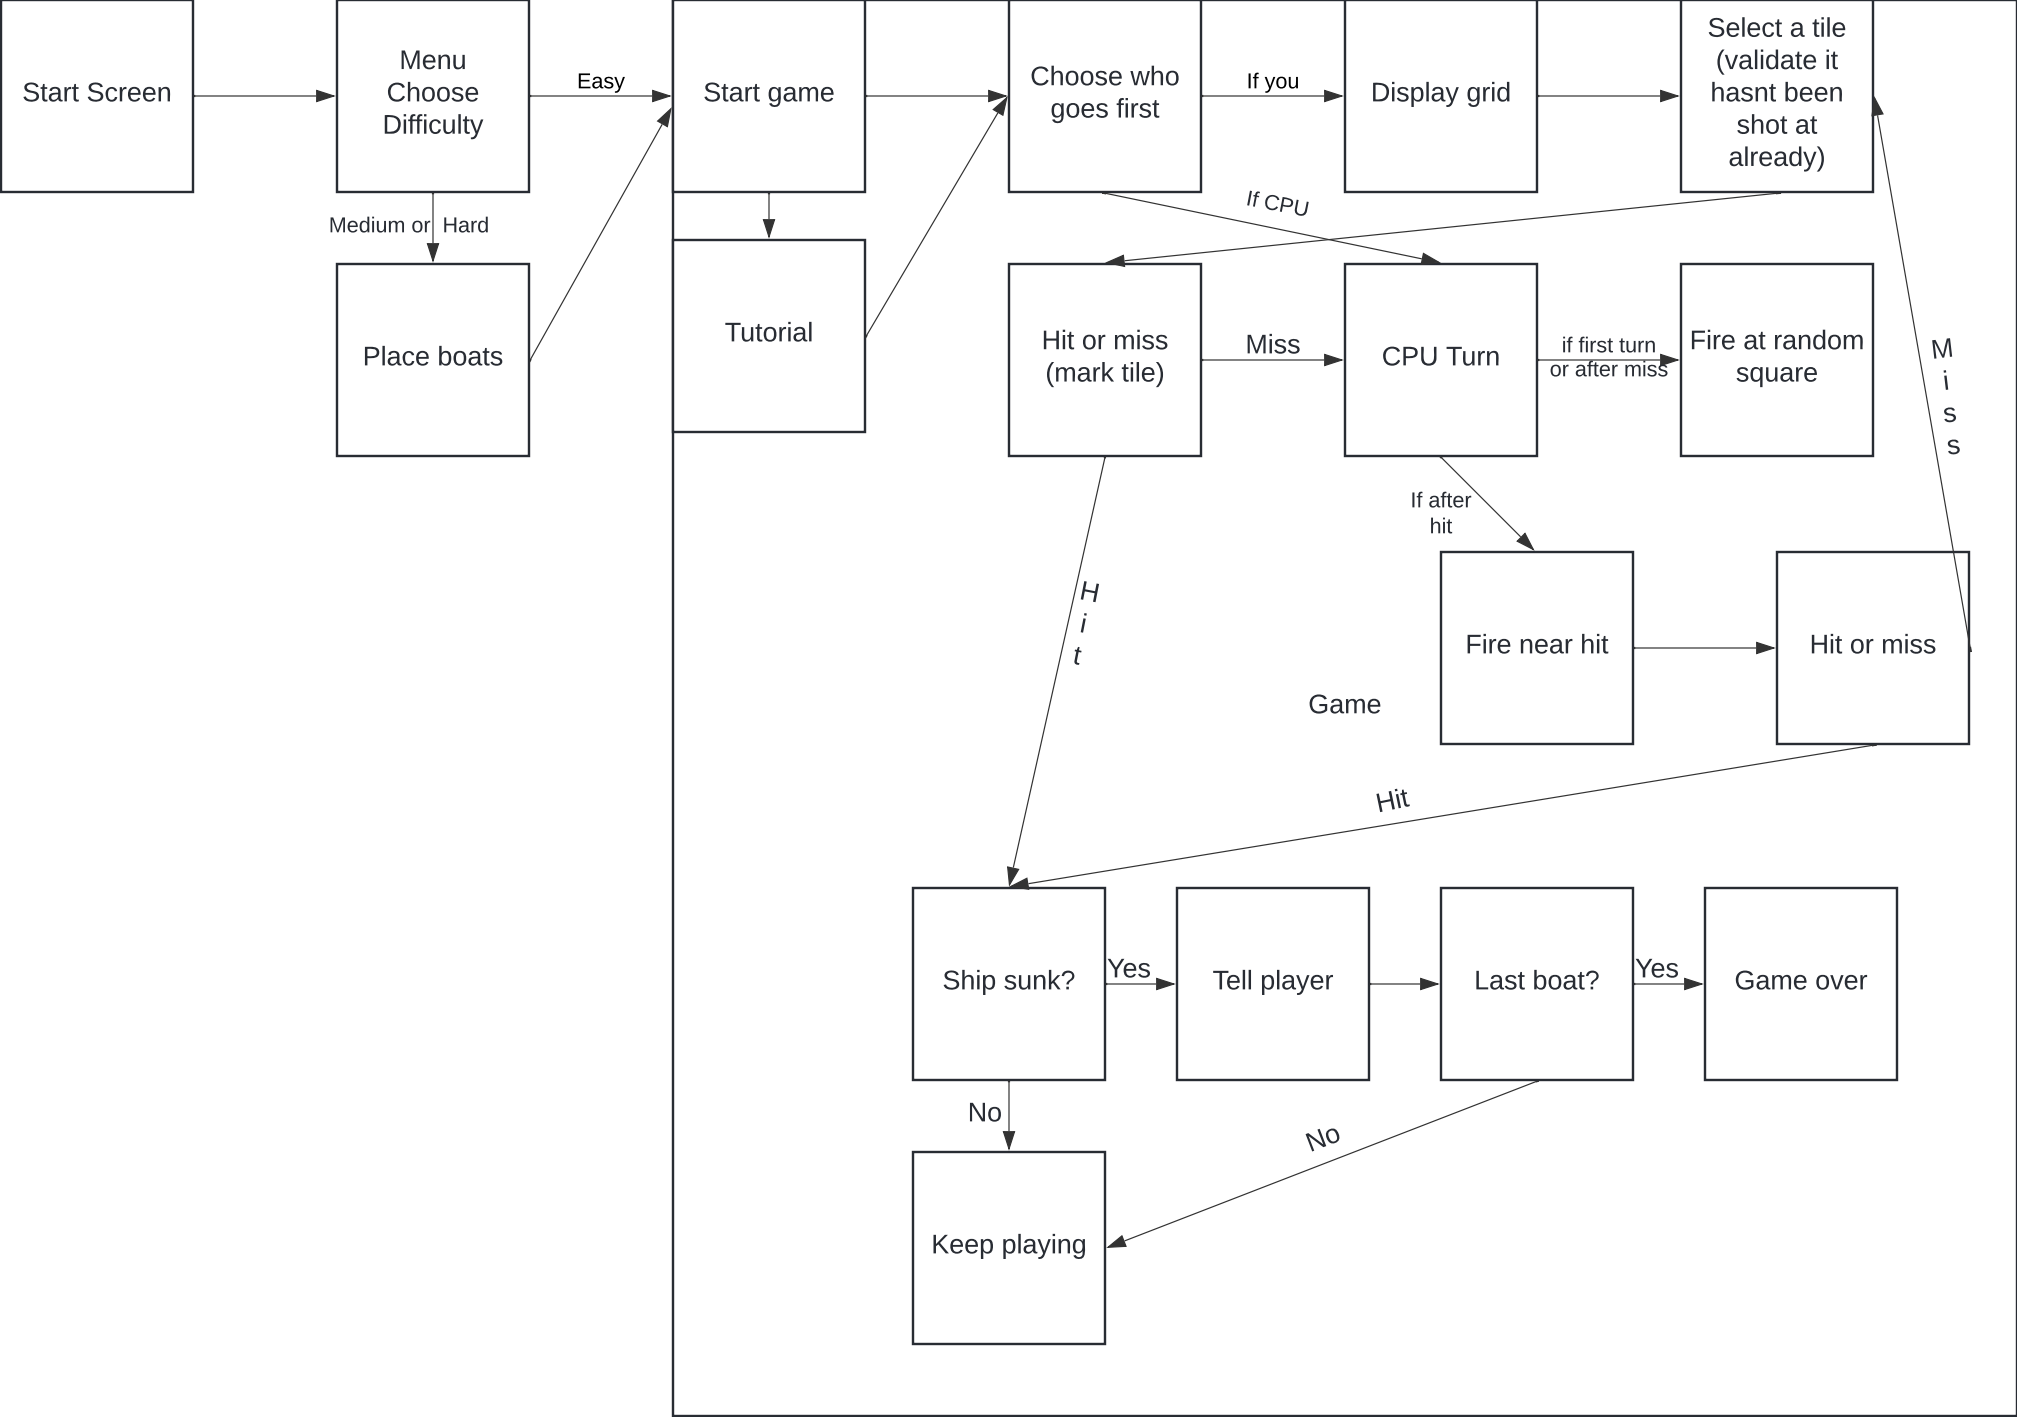 Start Screen
Menu
Choose
Difficulty
Easy
Start game
Choose who
goes first
If you
Display grid
Select a tile
(validate it
hasnt been
shot at
already)
Medium or Hard
If CPU
Place boats
Tutorial
Hit or miss
(mark tile)
Miss
CPU Turn
if first turn
or after miss
Fire at random
square
M
i
s
s
If after
hit
H
i
t
Fire near hit
Hit or miss
Game
Hit
Ship sunk?
Yes
Tell player
Last boat?
Yes
Game over
No
No
Keep playing